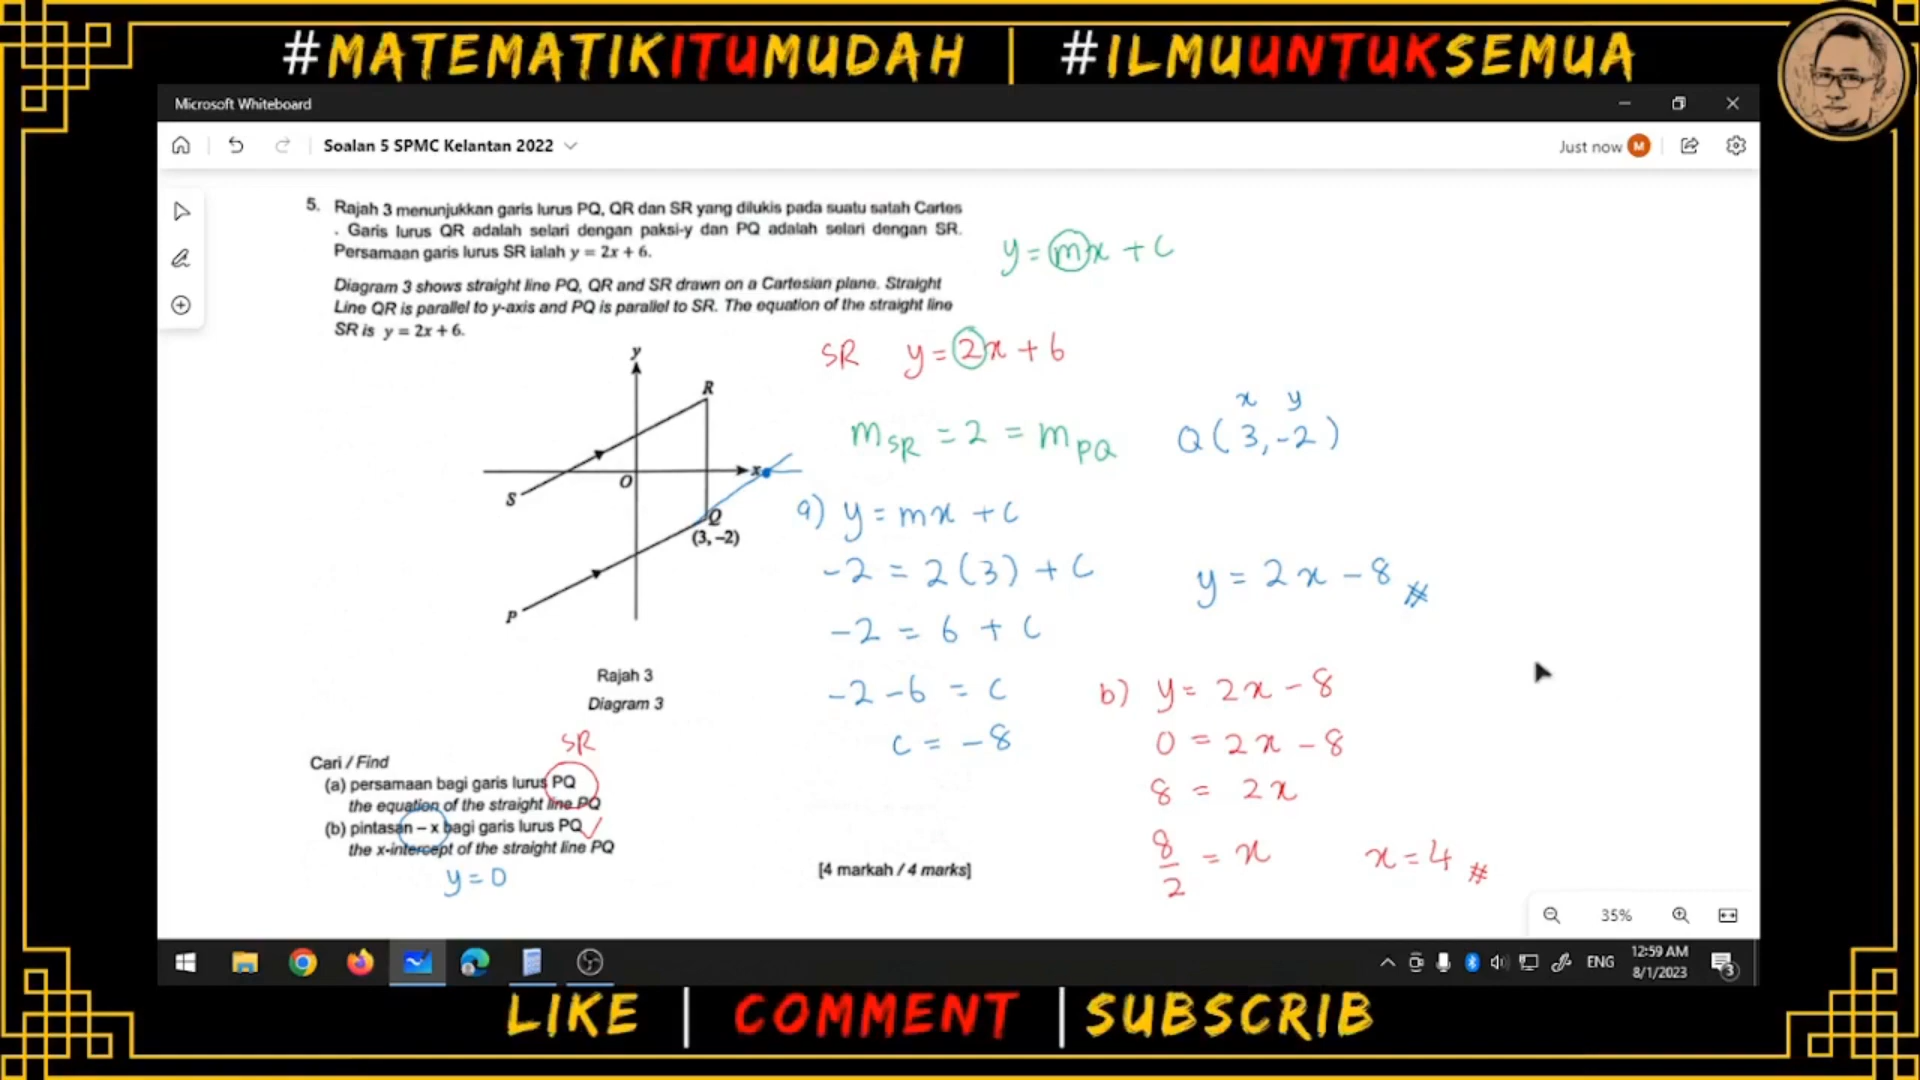 #MATEMATIKITUMUDAH | #ILMUUNTUKSEMUA
Microsoft Whiteboard
Soalan 5 SPMC Kelantan 2022
Just now M
5. Rajah 3 menunjukkan garis lurus PQ, QR dan SR yang dilukis pada suatu satah Cartes
. Garis lurus QR adalah selari dengan paksi-y dan PQ adalah selari dengan SR.
Persamaan garis lurus SR ialah y = 2x + 6.
Diagram 3 shows straight line PQ, QR and SR drawn on a Cartesian plane. Straight
Line QR is parallel to y-axis and PQ is parallel to SR. The equation of the straight line
SR is y = 2x + 6.
y
R
x
O
S
Q
(3, –2)
P
Rajah 3
Diagram 3
SR
Cari / Find
(a) persamaan bagi garis lurus PQ
the equation of the straight line PQ
(b) pintasan – x bagi garis lurus PQ
the x-intercept of the straight line PQ
y = 0
[4 markah / 4 marks]
y = mx + c
SR y = 2x + 6
mSR = 2 = mPQ
x y
Q ( 3, -2 )
a) y = mx + c
-2 = 2(3) + c
-2 = 6 + c
-2 - 6 = c
c = -8
y = 2x - 8 #
b) y = 2x - 8
0 = 2x - 8
8 = 2x
8/2 = x
x = 4 #
35%
ENG
12:59 AM
8/1/2023
3
LIKE | COMMENT | SUBSCRIB